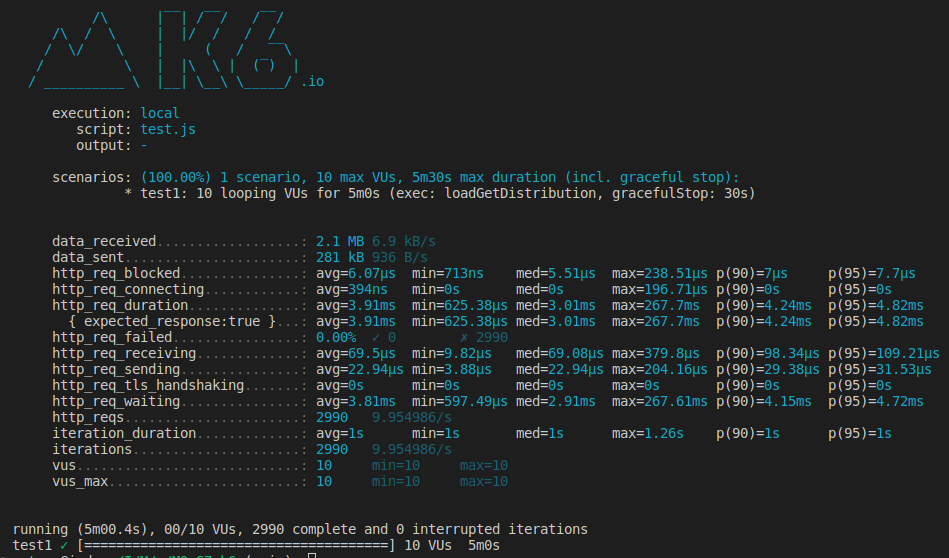 .io
execution: local
script: test.js
output: -
scenarios: (100.00%) 1 scenario, 10 max VUs, 5m30s max duration (incl. graceful stop):
* test1: 10 looping VUs for 5m0s (exec: loadGetDistribution, gracefulStop: 30s)
data_received..................: 2.1 MB 6.9 kB/s
data_sent......................: 281 kB 936 B/s
http_req_blocked...............: avg=6.07µs min=713ns med=5.51µs max=238.51µs p(90)=7µs p(95)=7.7µs
http_req_connecting............: avg=394ns min=0s med=0s max=196.71µs p(90)=0s p(95)=0s
http_req_duration..............: avg=3.91ms min=625.38µs med=3.01ms max=267.7ms p(90)=4.24ms p(95)=4.82ms
{ expected_response:true }...: avg=3.91ms min=625.38µs med=3.01ms max=267.7ms p(90)=4.24ms p(95)=4.82ms
http_req_failed................: 0.00% ✓ 0 ✗ 2990
http_req_receiving.............: avg=69.5µs min=9.82µs med=69.08µs max=379.8µs p(90)=98.34µs p(95)=109.21µs
http_req_sending...............: avg=22.94µs min=3.88µs med=22.94µs max=204.16µs p(90)=29.38µs p(95)=31.53µs
http_req_tls_handshaking.......: avg=0s min=0s med=0s max=0s p(90)=0s p(95)=0s
http_req_waiting...............: avg=3.81ms min=597.49µs med=2.91ms max=267.61ms p(90)=4.15ms p(95)=4.72ms
http_reqs......................: 2990 9.954986/s
iteration_duration.............: avg=1s min=1s med=1s max=1.26s p(90)=1s p(95)=1s
iterations.....................: 2990 9.954986/s
vus............................: 10 min=10 max=10
vus_max........................: 10 min=10 max=10
running (5m00.4s), 00/10 VUs, 2990 complete and 0 interrupted iterations
test1 ✓ [======================================] 10 VUs 5m0s